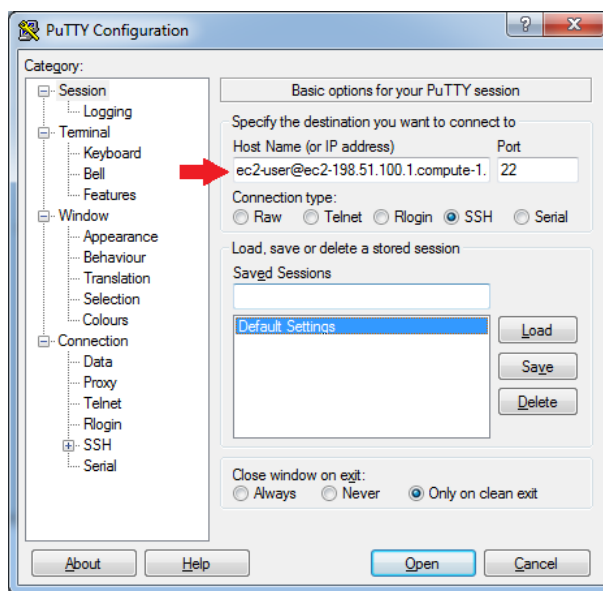 PuTTY Configuration
?
Category:
Session
Logging
Terminal
Keyboard
Bell
Features
Window
Appearance
Behaviour
Translation
Selection
Colours
Connection
Data
Proxy
Telnet
Rlogin
SSH
Serial
Basic options for your PuTTY session
Specify the destination you want to connect to
Host Name (or IP address) Port
ec2-user@ec2-198.51.100.1.compute-1. 22
Connection type:
Raw Telnet Rlogin SSH Serial
Load, save or delete a stored session
Saved Sessions
Default Settings
Load
Save
Delete
Close window on exit:
Always Never Only on clean exit
About Help Open Cancel